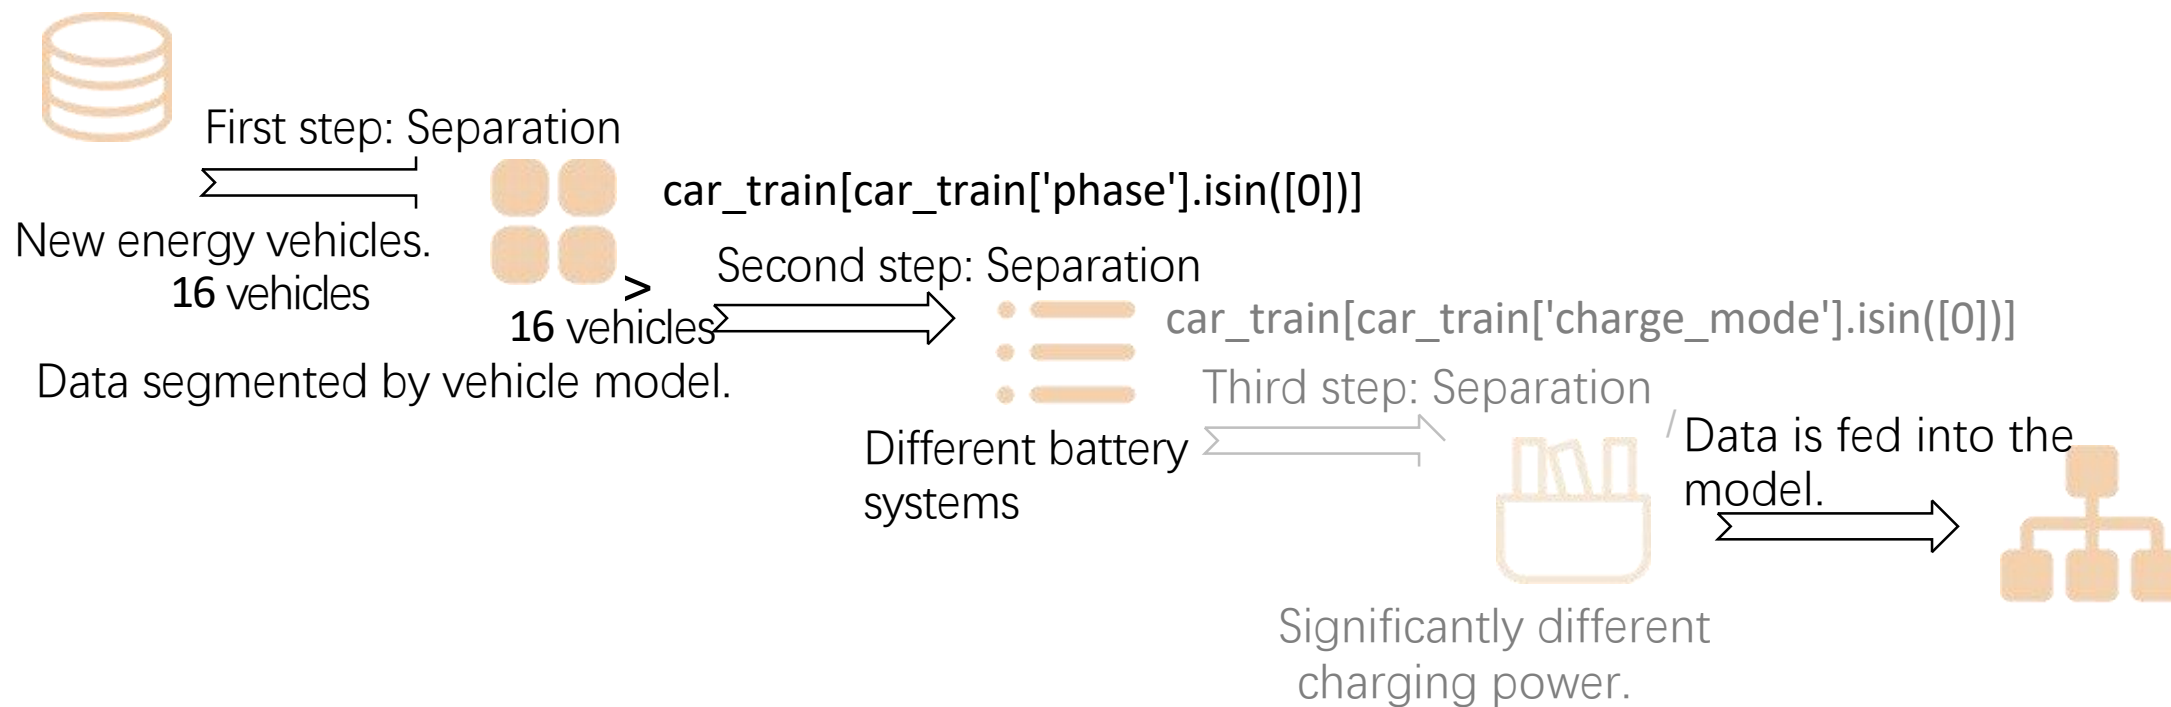 First step: Separation
New energy vehicles.
16 vehicles
car_train[car_train['phase'].isin([0])]
>
16 vehicles
Data segmented by vehicle model.
Second step: Separation
Different battery
systems
car_train[car_train['charge_mode'].isin([0])]
Third step: Separation
Significantly different
charging power.
Data is fed into the
model.